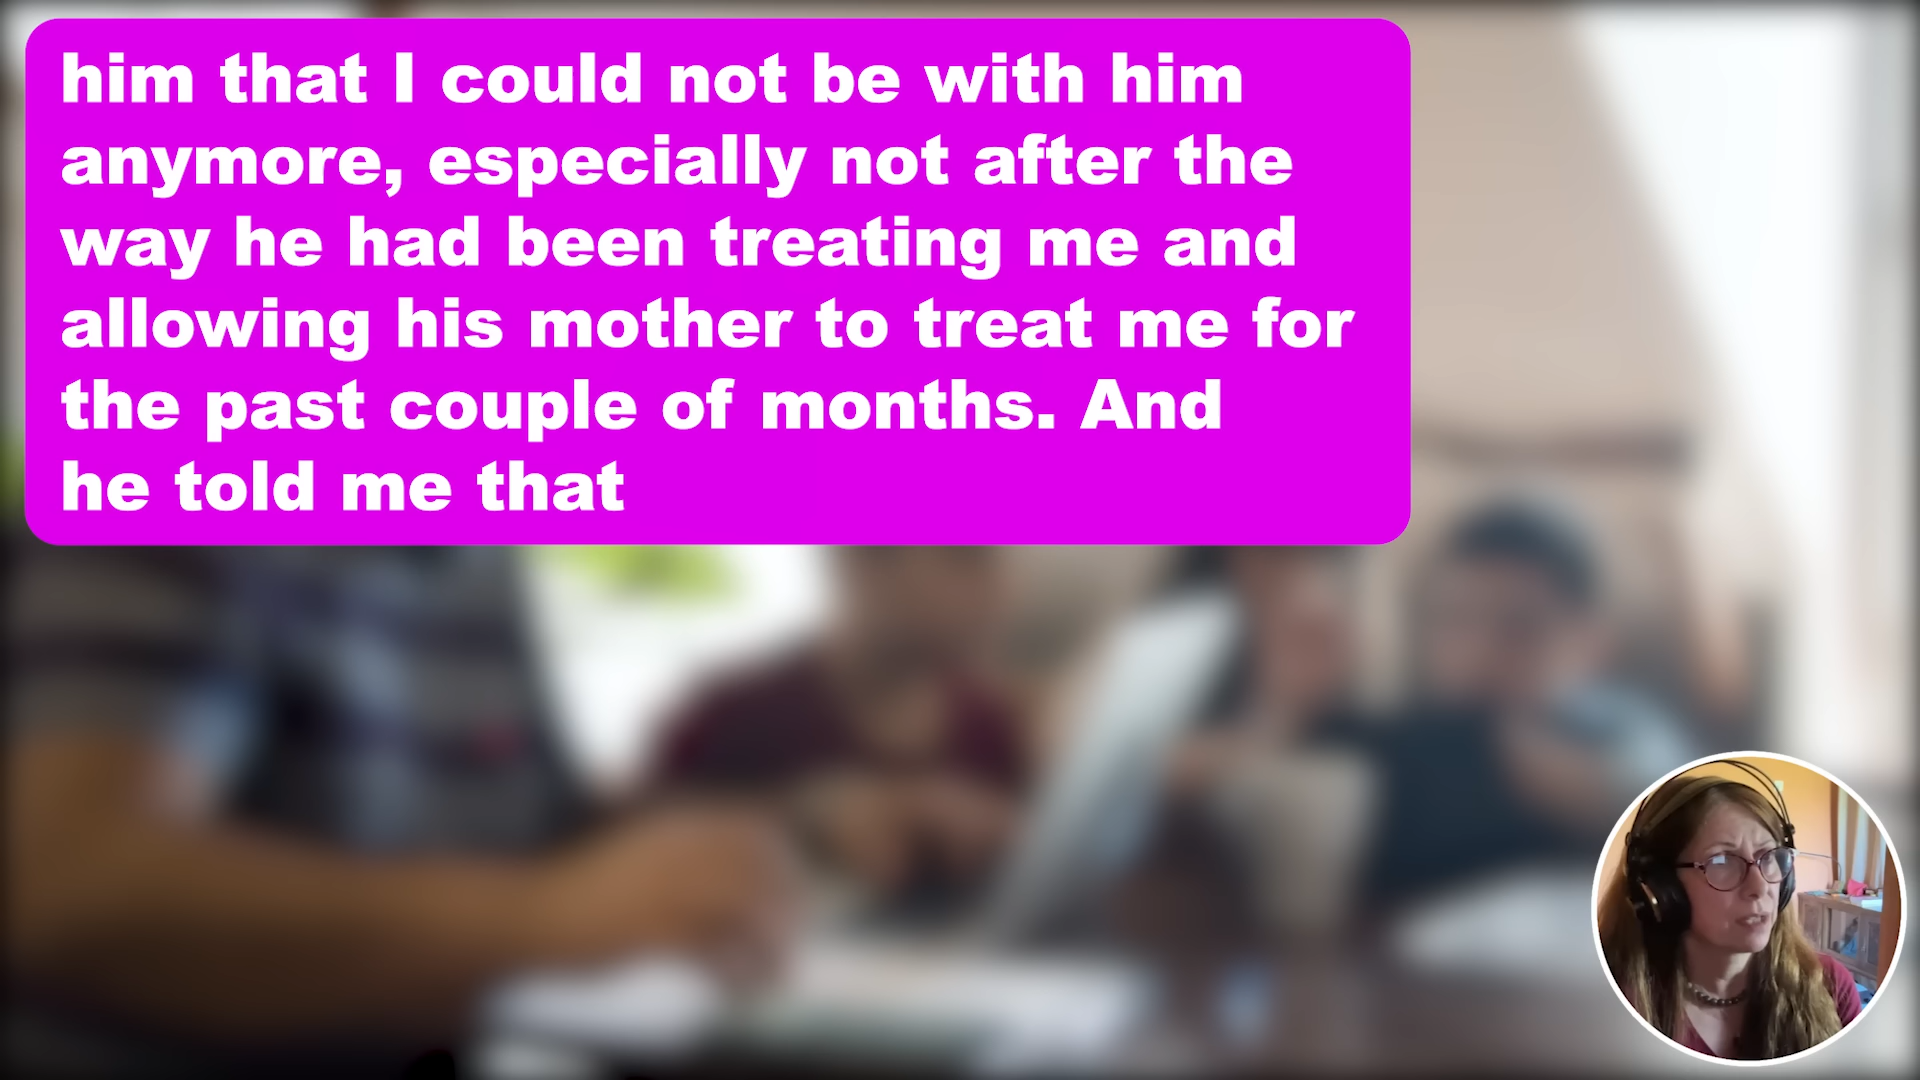 him that I could not be with him
anymore, especially not after the
way he had been treating me and
allowing his mother to treat me for
the past couple of months. And
he told me that